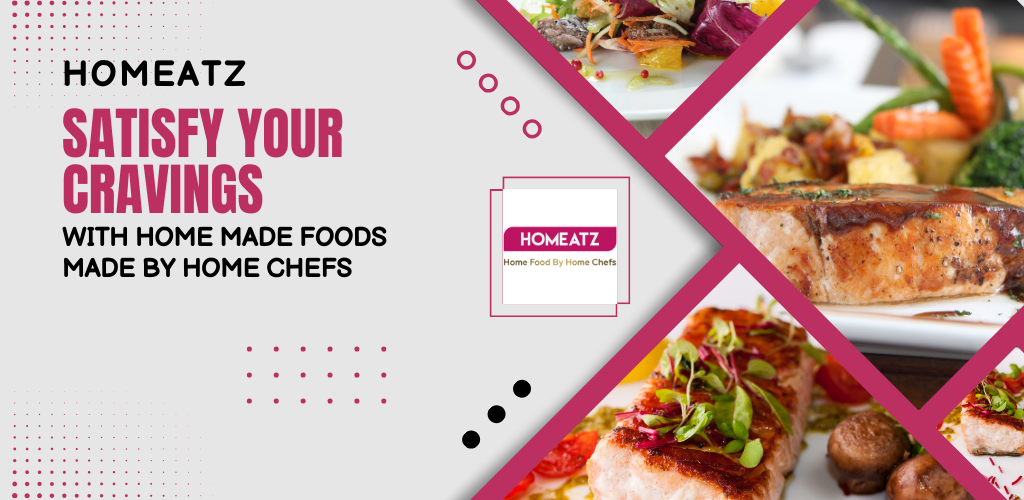 HOMEATZ
SATISFY YOUR
CRAVINGS
WITH HOME MADE FOODS
MADE BY HOME CHEFS
HOMEATZ
Home Food By Home Chefs